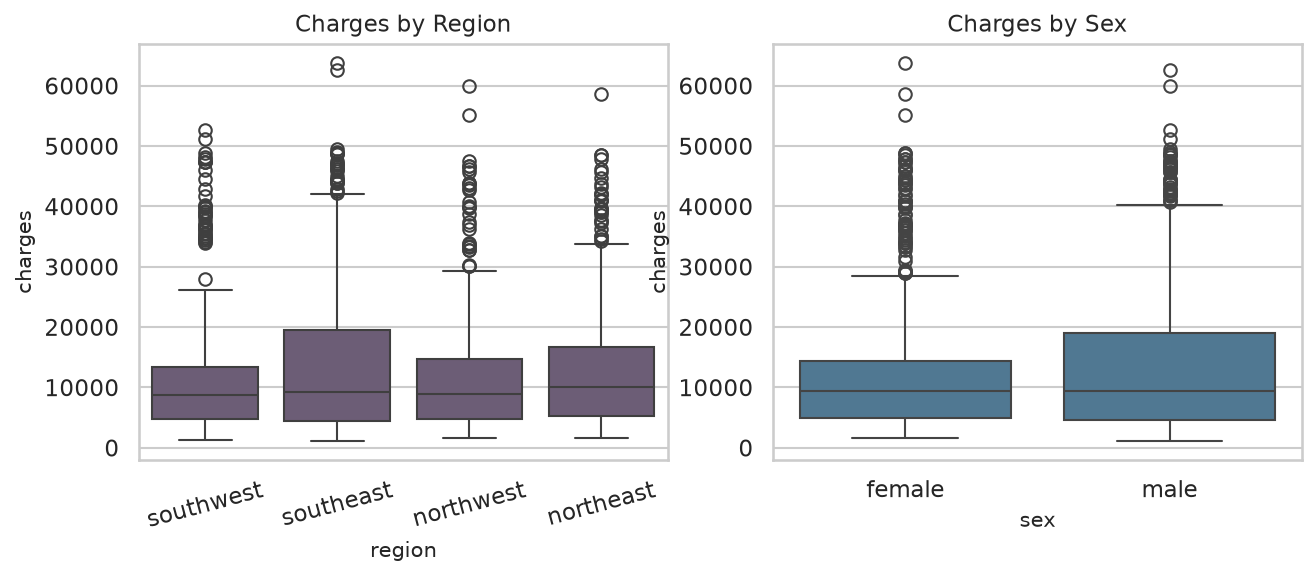 Charges by Region
60000
50000
40000
30000
20000
10000
0
charges
southwest
southeast
northwest
northeast
region
Charges by Sex
60000
50000
40000
30000
20000
10000
0
charges
female
male
sex